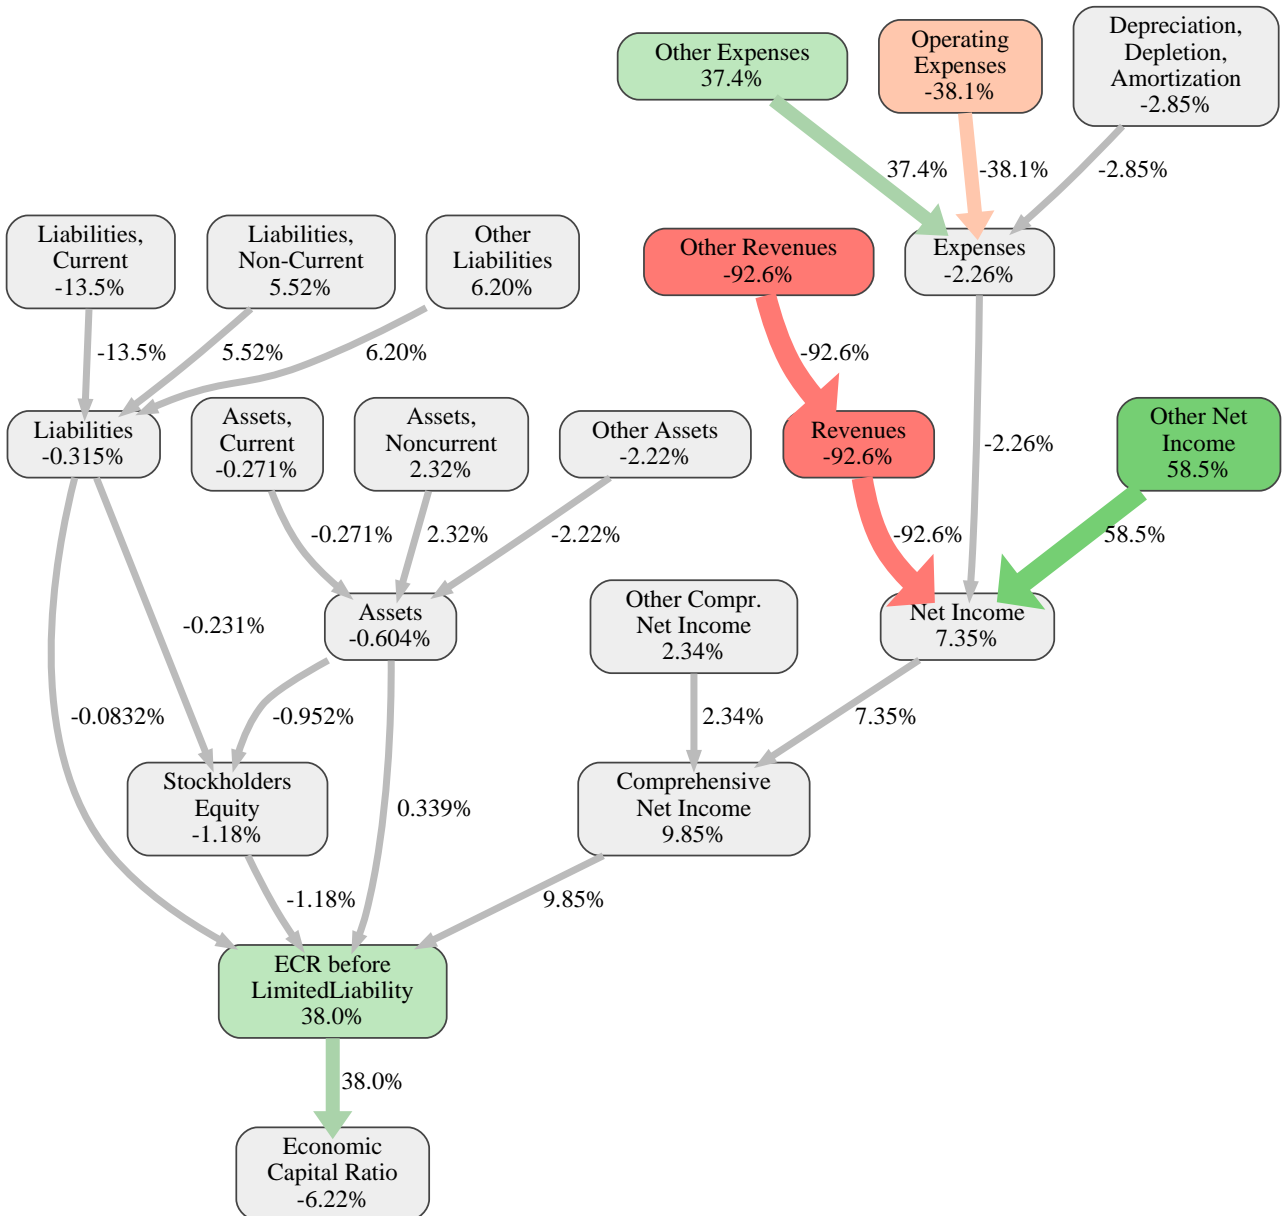 Other Expenses
37.4%
Operating
Expenses
-38.1%
Depreciation,
Depletion,
Amortization
-2.85%
37.4%
-38.1%
-2.85%
Liabilities,
Current
-13.5%
Liabilities,
Non-Current
5.52%
Other
Liabilities
6.20%
Other Revenues
-92.6%
Expenses
-2.26%
-13.5%
5.52%
6.20%
-92.6%
Liabilities
-0.315%
Assets,
Current
-0.271%
Assets,
Noncurrent
2.32%
Other Assets
-2.22%
Revenues
-92.6%
-2.26%
Other Net
Income
58.5%
-0.271%
2.32%
-2.22%
-92.6%
58.5%
Assets
-0.604%
Other Compr.
Net Income
2.34%
Net Income
7.35%
-0.231%
-0.0832%
-0.952%
2.34%
7.35%
Stockholders
Equity
-1.18%
0.339%
Comprehensive
Net Income
9.85%
-1.18%
9.85%
ECR before
LimitedLiability
38.0%
38.0%
Economic
Capital Ratio
-6.22%